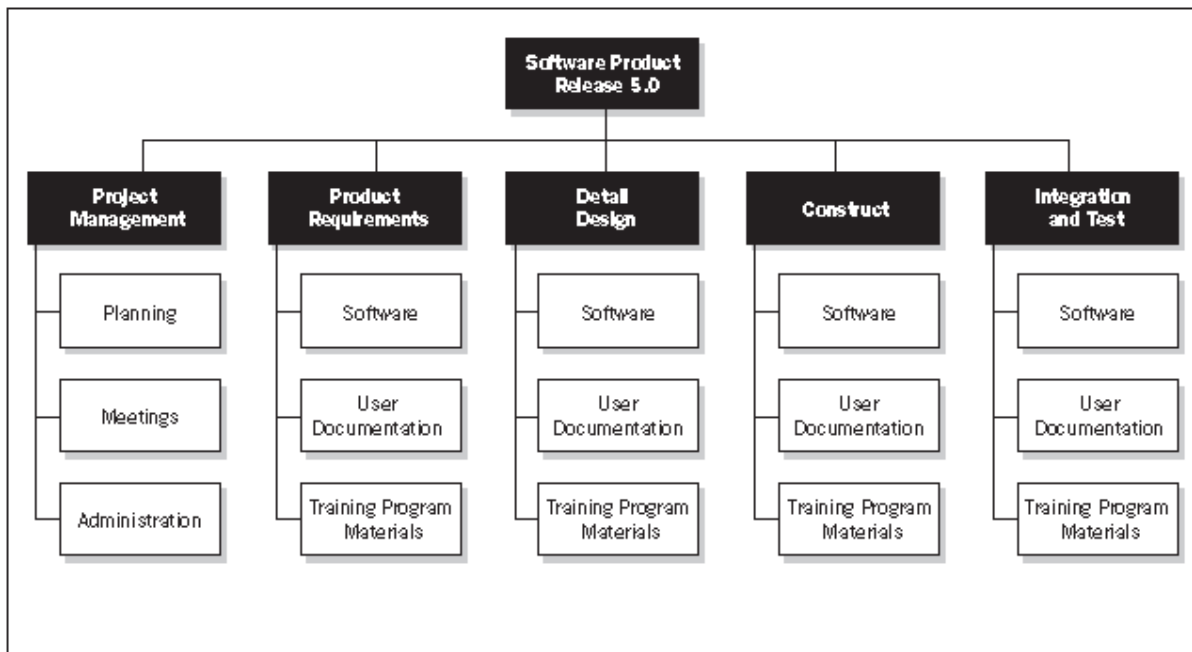 Software Product
Release 5.0
Project
Management
Product
Requirements
Detail
Design
Construct
Integration
and Test
Planning
Software
Software
Software
Software
Meetings
User
Documentation
User
Documentation
User
Documentation
User
Documentation
Administration
Training Program
Materials
Training Program
Materials
Training Program
Materials
Training Program
Materials